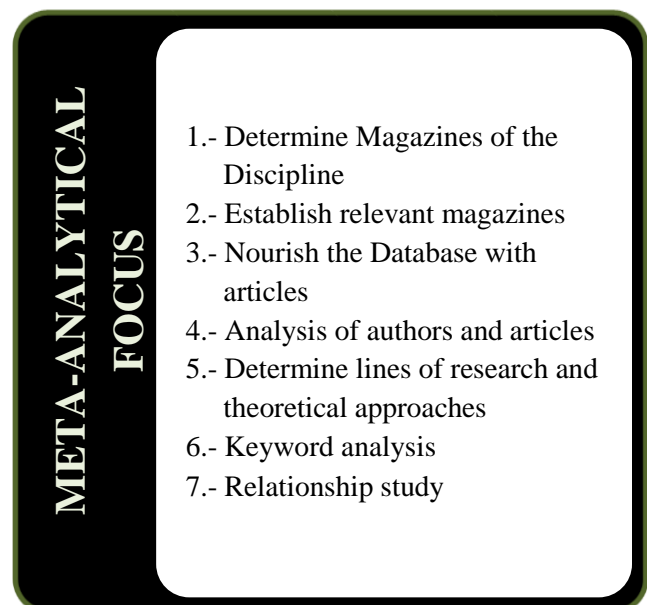 META-ANALYTICAL
FOCUS
1.- Determine Magazines of the
Discipline
2.- Establish relevant magazines
3.- Nourish the Database with
articles
4.- Analysis of authors and articles
5.- Determine lines of research and
theoretical approaches
6.- Keyword analysis
7.- Relationship study